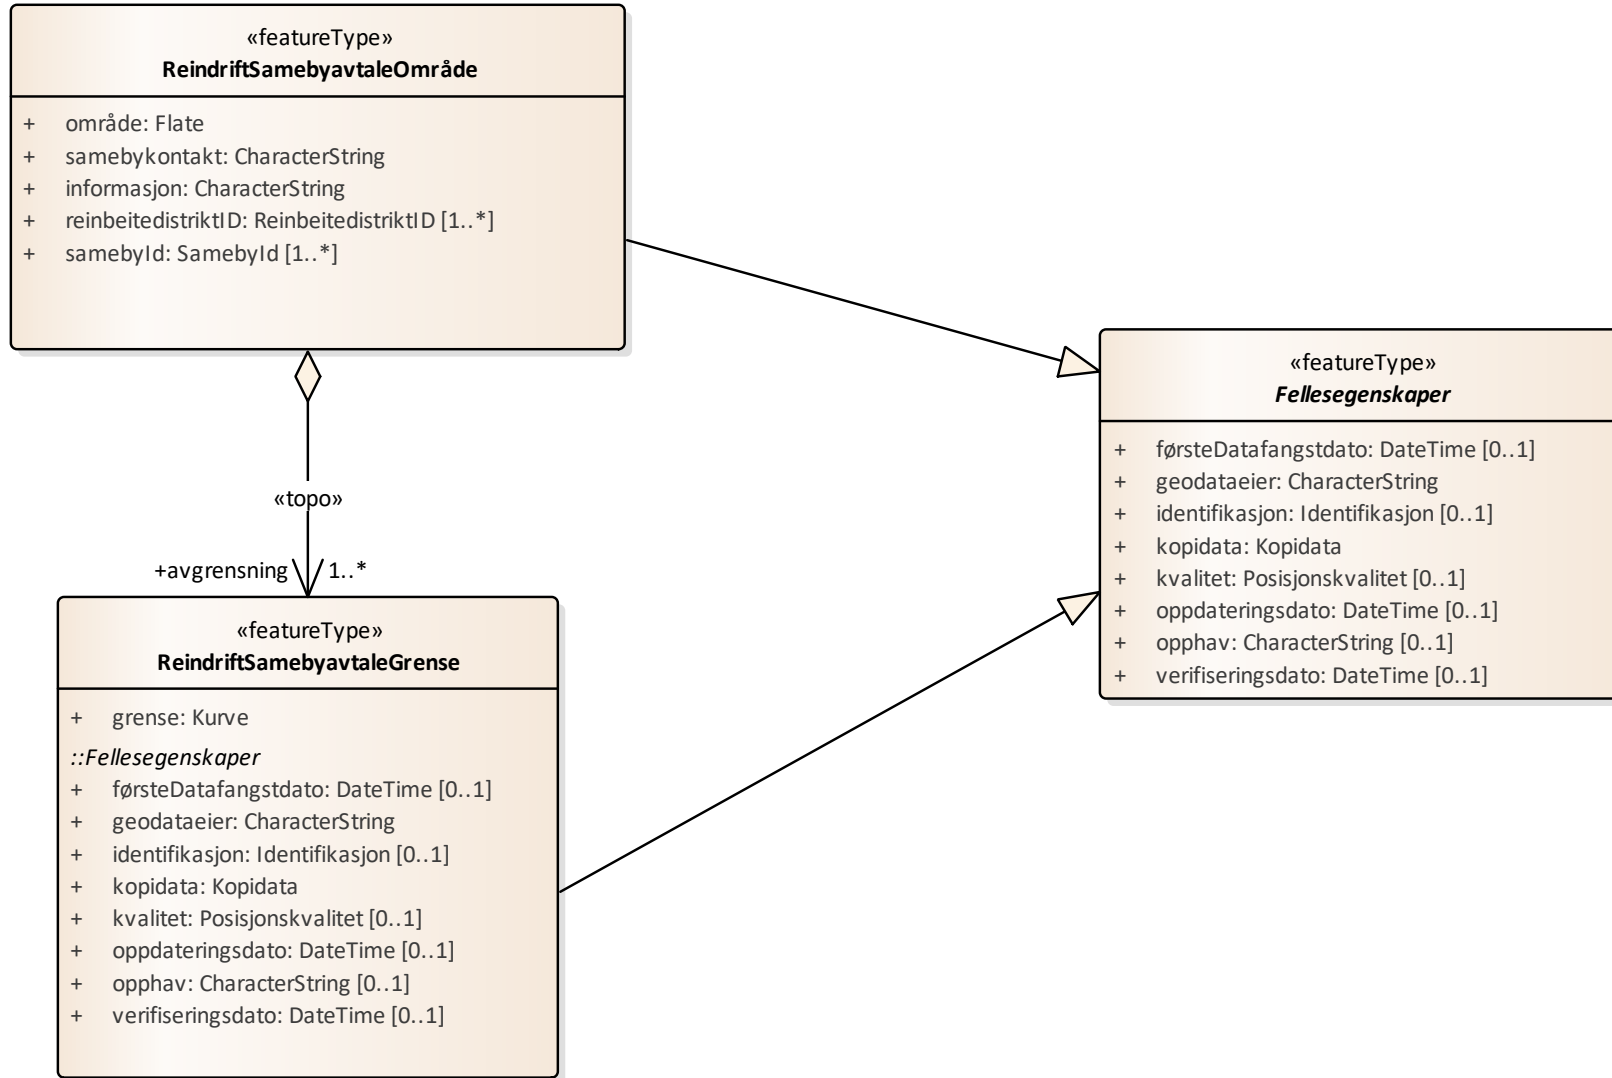 «featureType»
ReindriftSamebyavtaleOmråde
+ område: Flate
+ samebykontakt: CharacterString
+ informasjon: CharacterString
+ reinbeitedistriktID: ReinbeitedistriktID [1..*]
+ samebyId: SamebyId [1..*]
«topo»
+avgrensning 1..*
«featureType»
ReindriftSamebyavtaleGrense
+ grense: Kurve
::Fellesegenskaper
+ førsteDatafangstdato: DateTime [0..1]
+ geodataeier: CharacterString
+ identifikasjon: Identifikasjon [0..1]
+ kopidata: Kopidata
+ kvalitet: Posisjonskvalitet [0..1]
+ oppdateringsdato: DateTime [0..1]
+ opphav: CharacterString [0..1]
+ verifiseringsdato: DateTime [0..1]
«featureType»
Fellesegenskaper
+ førsteDatafangstdato: DateTime [0..1]
+ geodataeier: CharacterString
+ identifikasjon: Identifikasjon [0..1]
+ kopidata: Kopidata
+ kvalitet: Posisjonskvalitet [0..1]
+ oppdateringsdato: DateTime [0..1]
+ opphav: CharacterString [0..1]
+ verifiseringsdato: DateTime [0..1]